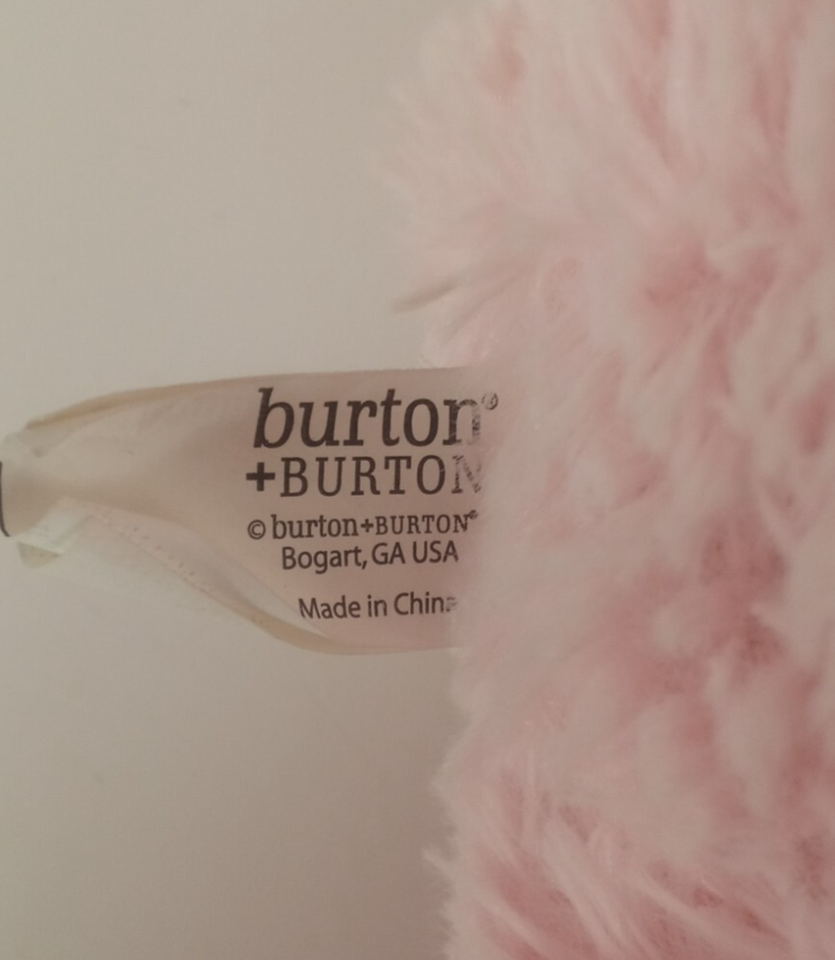 burton®
+BURTON
© burton+BURTON®
Bogart, GA USA
Made in China